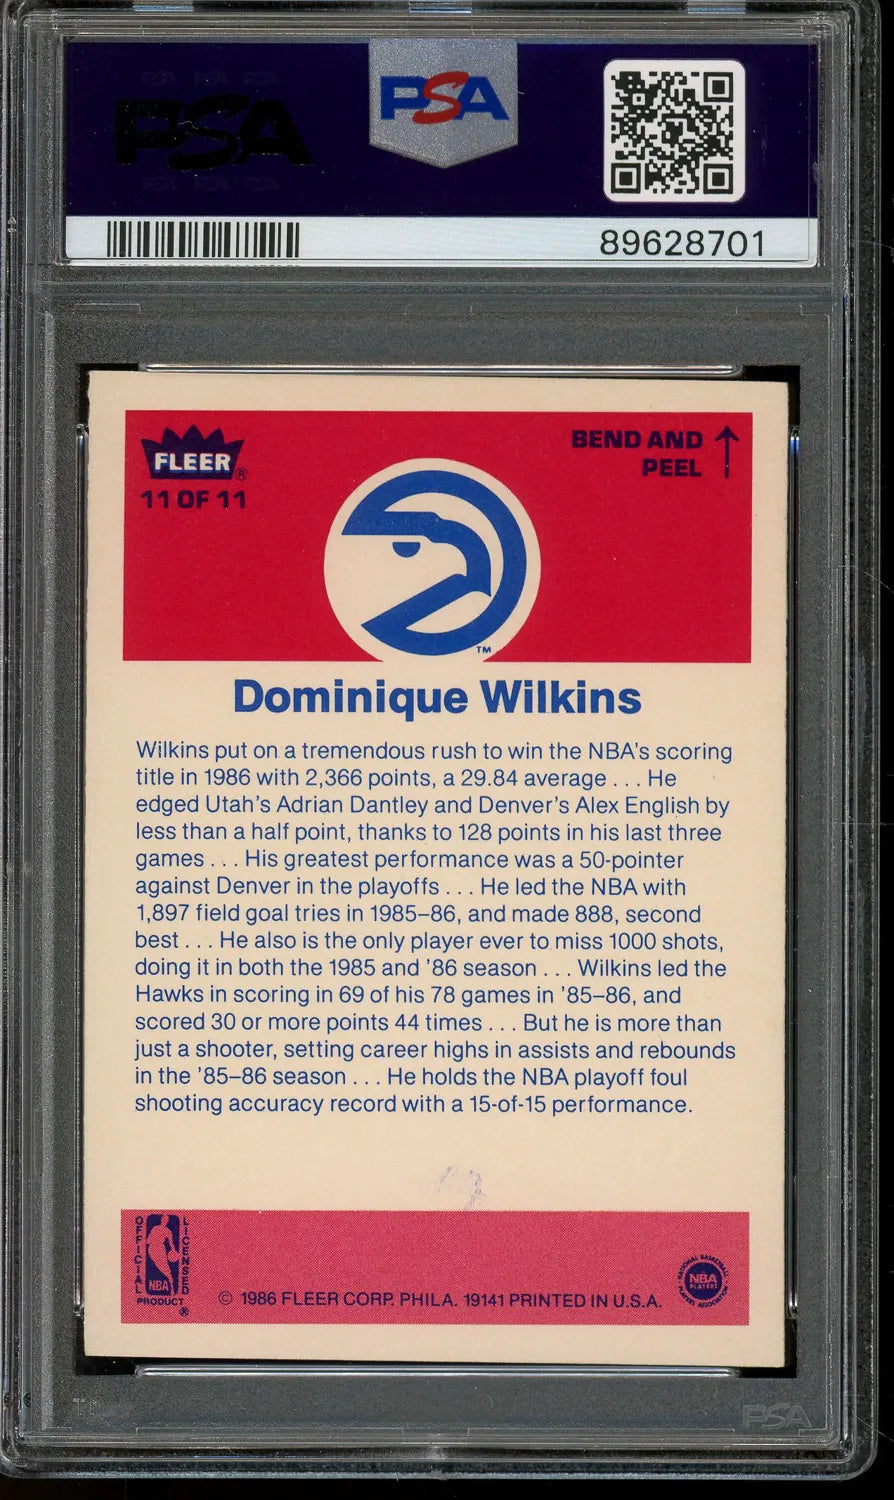 PSA
PSA
89628701
FLEER®
11 OF 11
BEND AND
PEEL
TM
Dominique Wilkins
Wilkins put on a tremendous rush to win the NBA's scoring
title in 1986 with 2,366 points, a 29.84 average . . . He
edged Utah's Adrian Dantley and Denver's Alex English by
less than a half point, thanks to 128 points in his last three
games . . . His greatest performance was a 50-pointer
against Denver in the playoffs . . . He led the NBA with
1,897 field goal tries in 1985–86, and made 888, second
best . . . He also is the only player ever to miss 1000 shots,
doing it in both the 1985 and '86 season . . . Wilkins led the
Hawks in scoring in 69 of his 78 games in '85–86, and
scored 30 or more points 44 times . . . But he is more than
just a shooter, setting career highs in assists and rebounds
in the '85–86 season . . . He holds the NBA playoff foul
shooting accuracy record with a 15-of-15 performance.
OFFICIAL LICENSED
NBA
PRODUCT
®
© 1986 FLEER CORP. PHILA. 19141 PRINTED IN U.S.A.
NATIONAL BASKETBALL
NBA
PLAYERS
PLAYERS ASSOCIATION
PSA